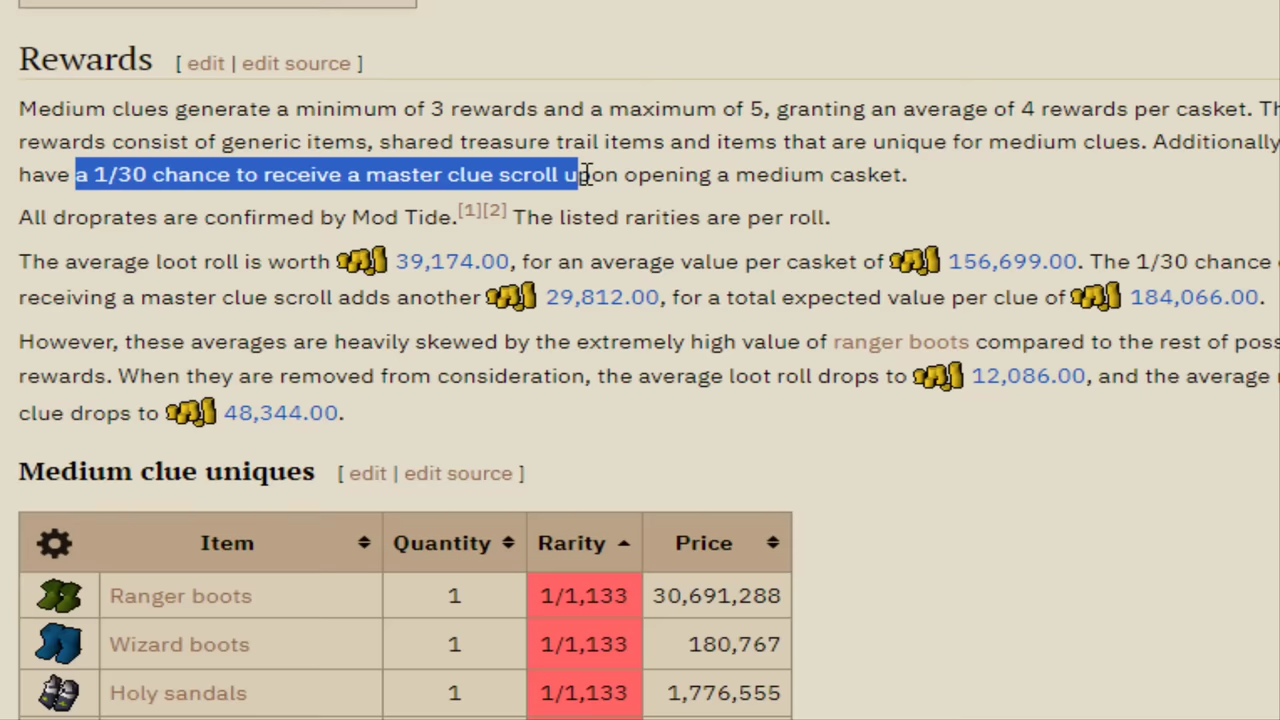 Rewards [ edit | edit source ]
Medium clues generate a minimum of 3 rewards and a maximum of 5, granting an average of 4 rewards per casket.
rewards consist of generic items, shared treasure trail items and items that are unique for medium clues. Additionally
have a 1/30 chance to receive a master clue scroll upon opening a medium casket.
All droprates are confirmed by Mod Tide.[1][2] The listed rarities are per roll.
The average loot roll is worth 39,174.00, for an average value per casket of 156,699.00. The 1/30 chance
receiving a master clue scroll adds another 29,812.00, for a total expected value per clue of 184,066.00.
However, these averages are heavily skewed by the extremely high value of ranger boots compared to the rest of
rewards. When they are removed from consideration, the average loot roll drops to 12,086.00, and the average
clue drops to 48,344.00.
Medium clue uniques [ edit | edit source ]
Item Quantity Rarity Price
Ranger boots 1 1/1,133 30,691,288
Wizard boots 1 1/1,133 180,767
Holy sandals 1 1/1,133 1,776,555